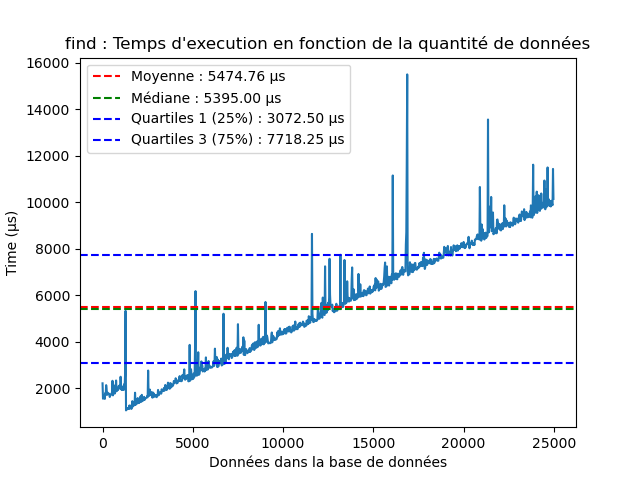 find : Temps d'execution en fonction de la quantité de données
Moyenne : 5474.76 µs
Médiane : 5395.00 µs
Quartiles 1 (25%) : 3072.50 µs
Quartiles 3 (75%) : 7718.25 µs
Time (µs)
16000
14000
12000
10000
8000
6000
4000
2000
0 5000 10000 15000 20000 25000
Données dans la base de données